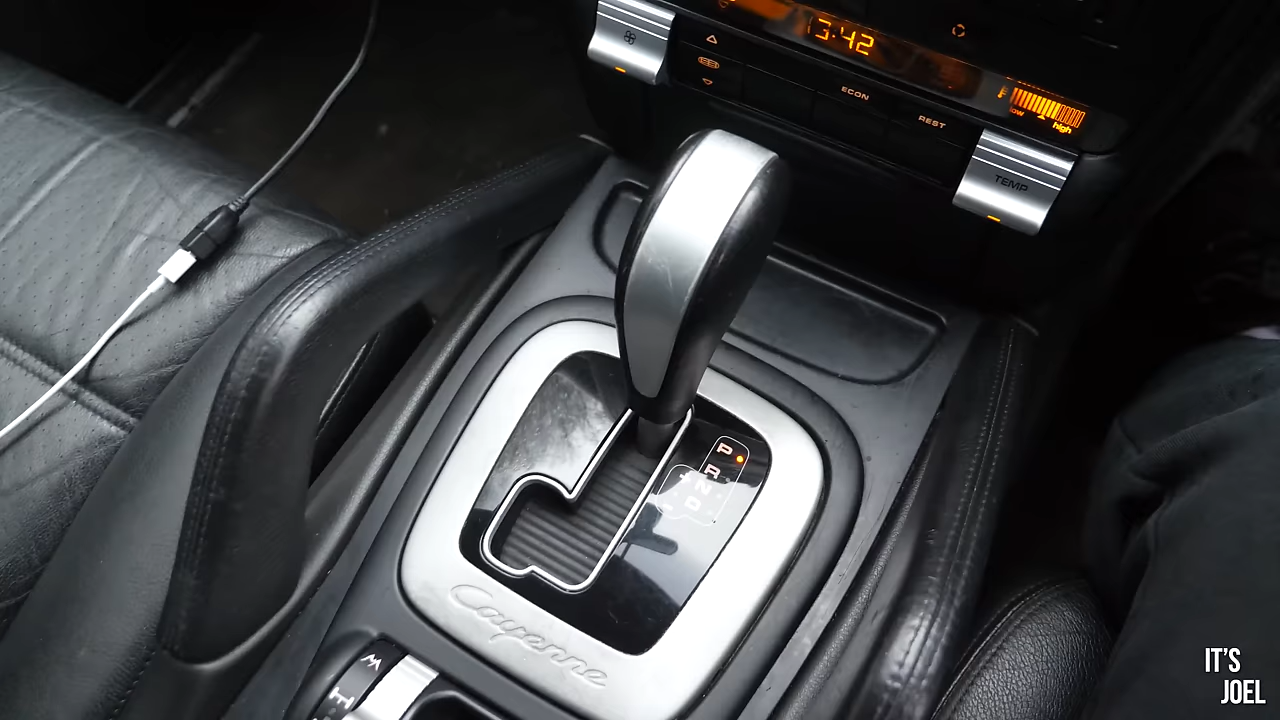 13:42
ECON
REST
low
high
TEMP
P
R
N
D
Cayenne
IT'S
JOEL